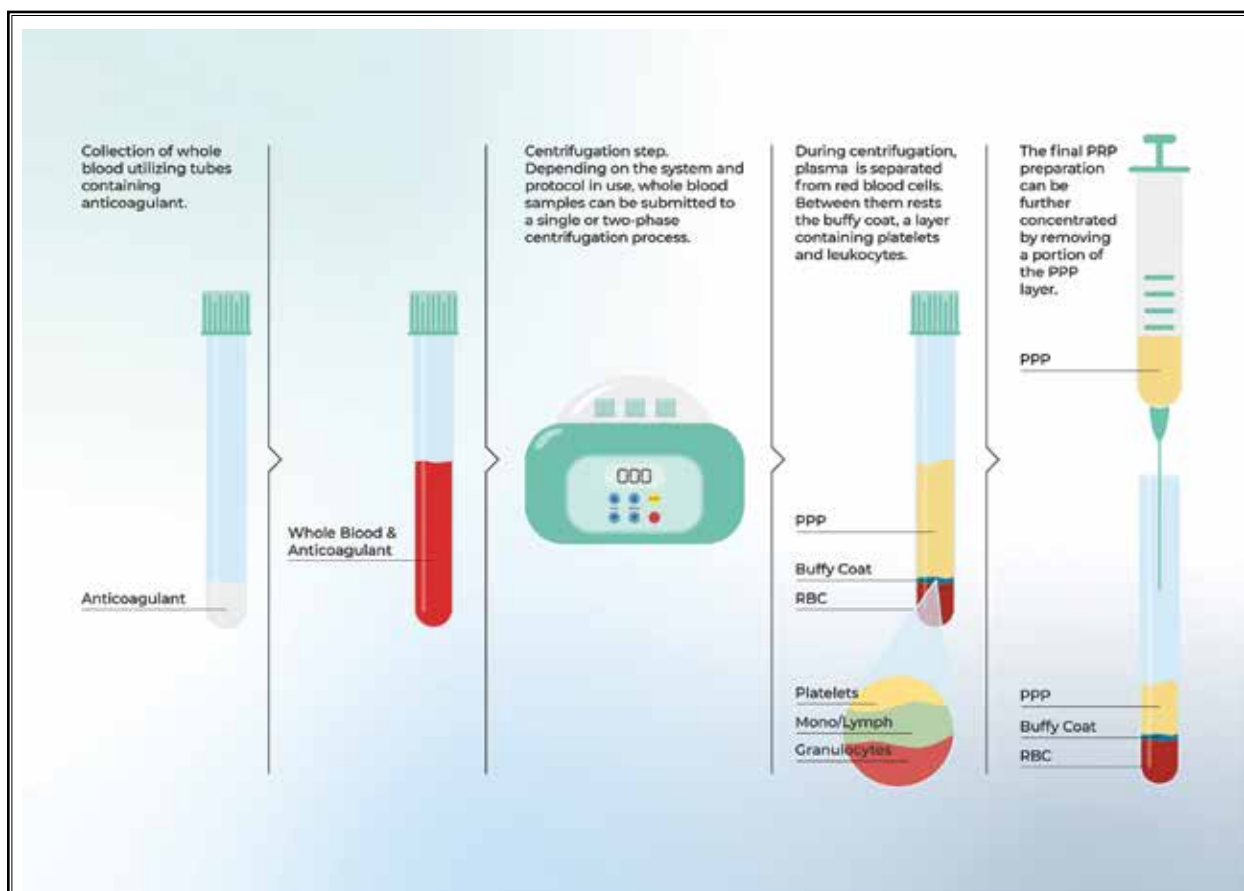 Collection of whole
blood utilizing tubes
containing
anticoagulant.
Anticoagulant
Whole Blood &
Anticoagulant
Centrifugation step.
Depending on the system and
protocol in use, whole blood
samples can be submitted to
a single or two-phase
centrifugation process.
000
During centrifugation,
plasma is separated
from red blood cells.
Between them rests
the buffy coat, a layer
containing platelets
and leukocytes.
PPP
Buffy Coat
RBC
Platelets
Mono/Lymph
Granulocytes
The final PRP
preparation
can be
further
concentrated
by removing
a portion of
the PPP
layer.
PPP
PPP
Buffy Coat
RBC